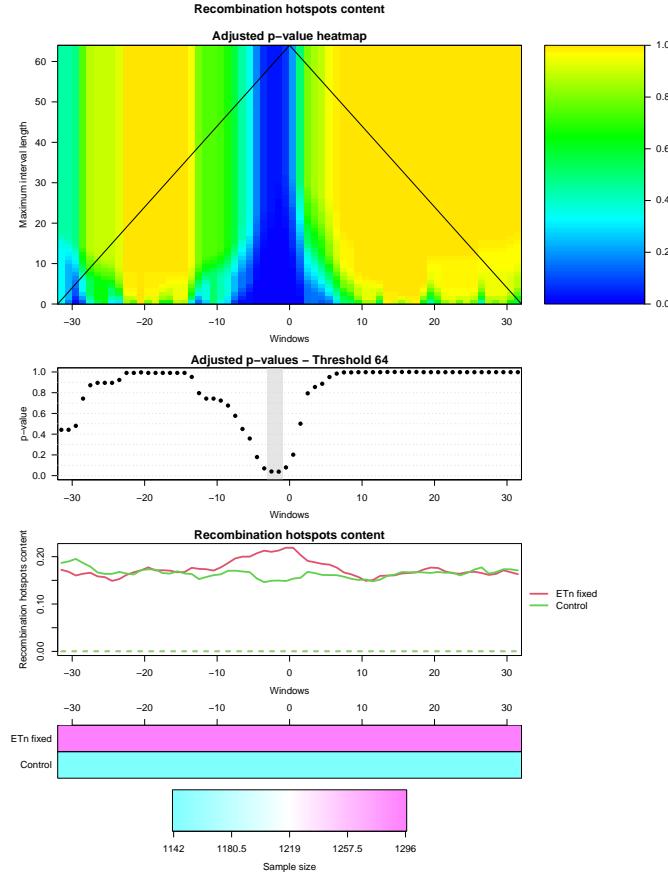 Recombination hotspots content
Adjusted p−value heatmap
Maximum interval length
60
50
40
30
20
10
0
−30 −20 −10 0 10 20 30
Windows
1.0
0.8
0.6
0.4
0.2
0.0
Adjusted p−values − Threshold 64
p−value
1.0
0.8
0.6
0.4
0.2
0.0
−30 −20 −10 0 10 20 30
Windows
Recombination hotspots content
Recombination hotspots content
0.20
0.10
0.00
−30 −20 −10 0 10 20 30
Windows
ETn fixed
Control
−30 −20 −10 0 10 20 30
ETn fixed
Control
1142 1180.5 1219 1257.5 1296
Sample size